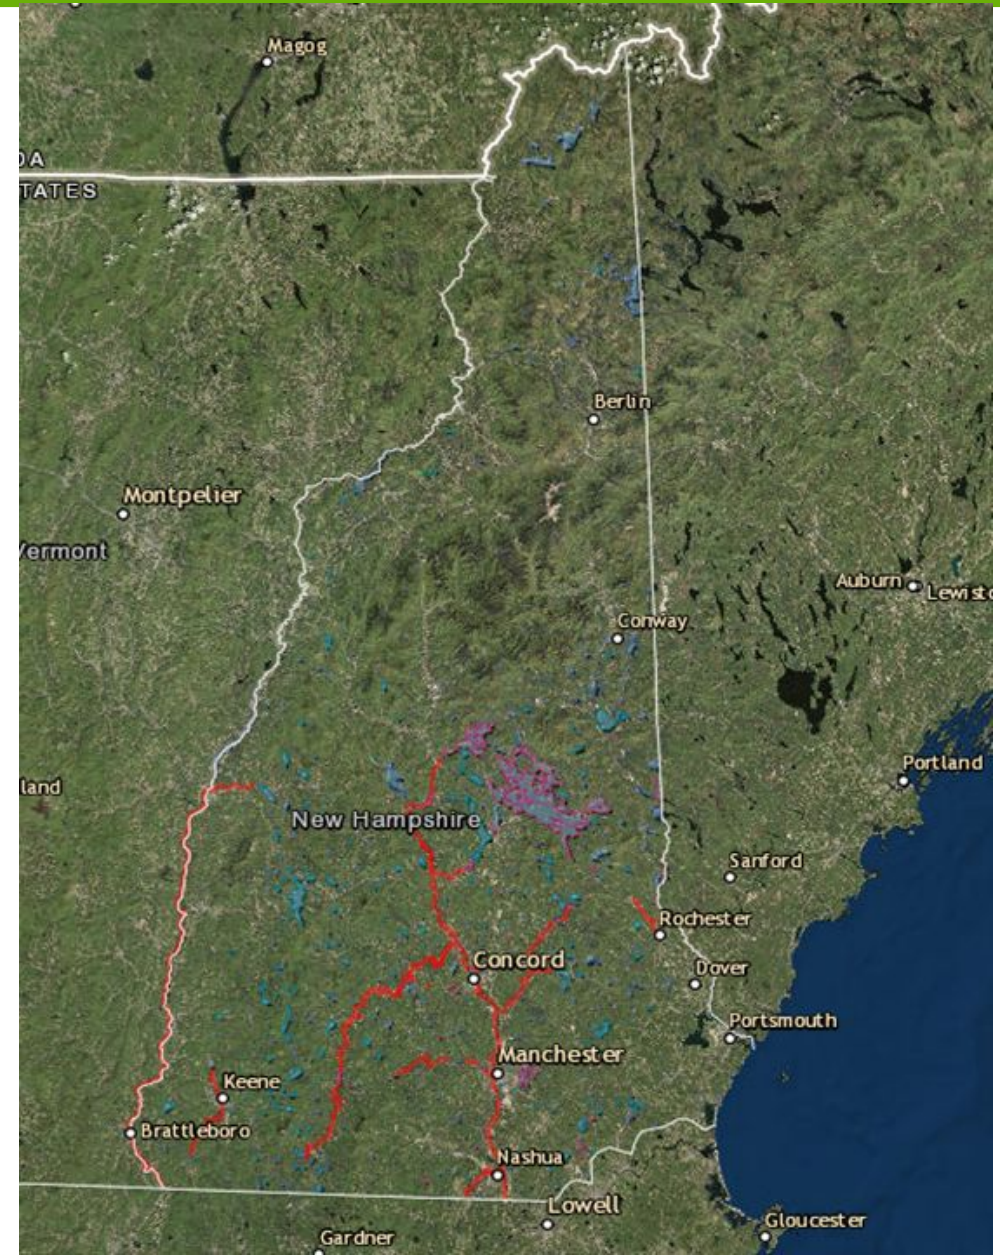 Magog
DA
TATES
Berlin
Montpelier
Vermont
Auburn
Lewisto
Conway
Portland
land
New Hampshire
Sanford
Rochester
Concord
Dover
Portsmouth
Manchester
Keene
Brattleboro
Nashua
Lowell
Gloucester
Gardner